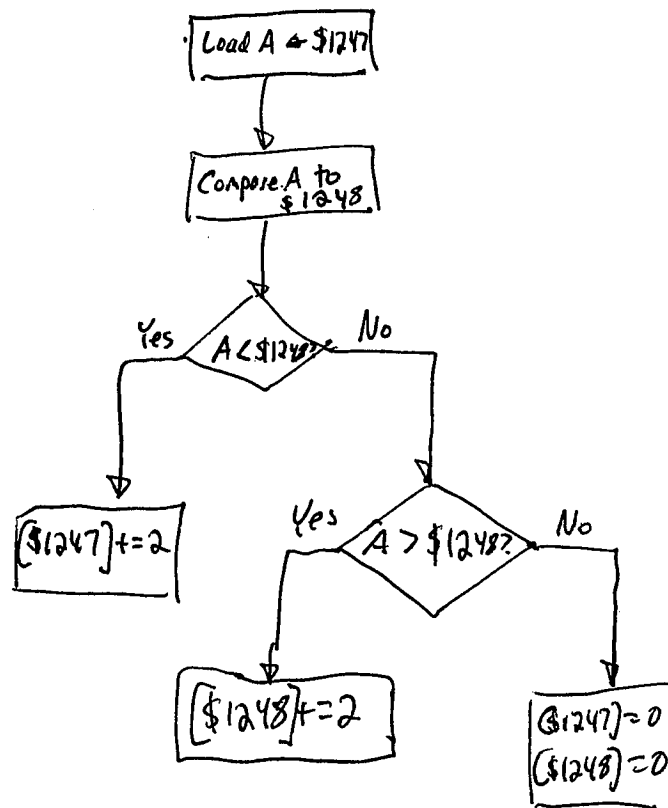 Load A ← $1247
Compare A to
$1248
Yes
A < $1248?
No
[$1247] += 2
Yes
A > $1248?
No
[$1248] += 2
[$1247] = 0
[$1248] = 0